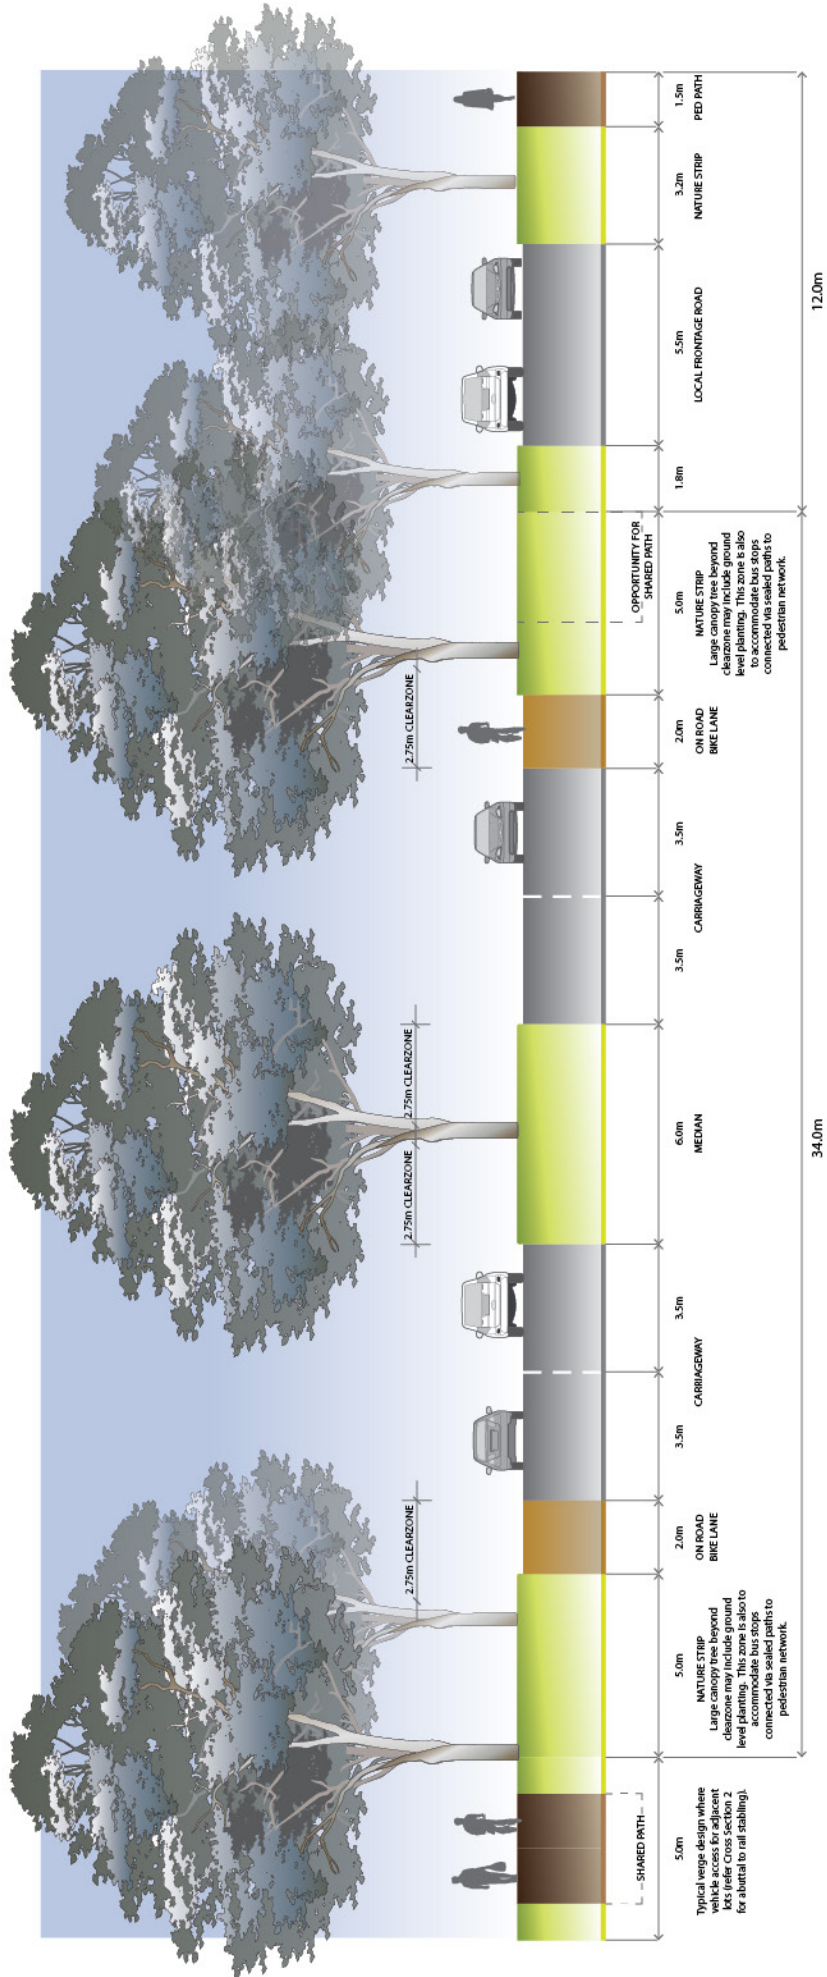 2.75m CLEARZONE
2.75m CLEARZONE
2.75m CLEARZONE
2.75m CLEARZONE
SHARED PATH
OPPORTUNITY FOR
SHARED PATH
5.0m
5.0m
2.0m
3.5m
3.5m
6.0m
3.5m
3.5m
2.0m
5.0m
1.8m
5.5m
3.2m
1.5m
Typical verge design where
vehicle access for adjacent
lots (refer Cross Section 2
for abuttal to rail stabling).
NATURE STRIP
Large canopy tree beyond
clearzone may include ground
level planting. This zone is also to
accommodate bus stops
connected via sealed paths to
pedestrian network.
ON ROAD
BIKE LANE
CARRIAGEWAY
MEDIAN
CARRIAGEWAY
ON ROAD
BIKE LANE
NATURE STRIP
Large canopy tree beyond
clearzone may include ground
level planting. This zone is also
to accommodate bus stops
connected via sealed paths to
pedestrian network.
LOCAL FRONTAGE ROAD
NATURE STRIP
PED PATH
34.0m
12.0m